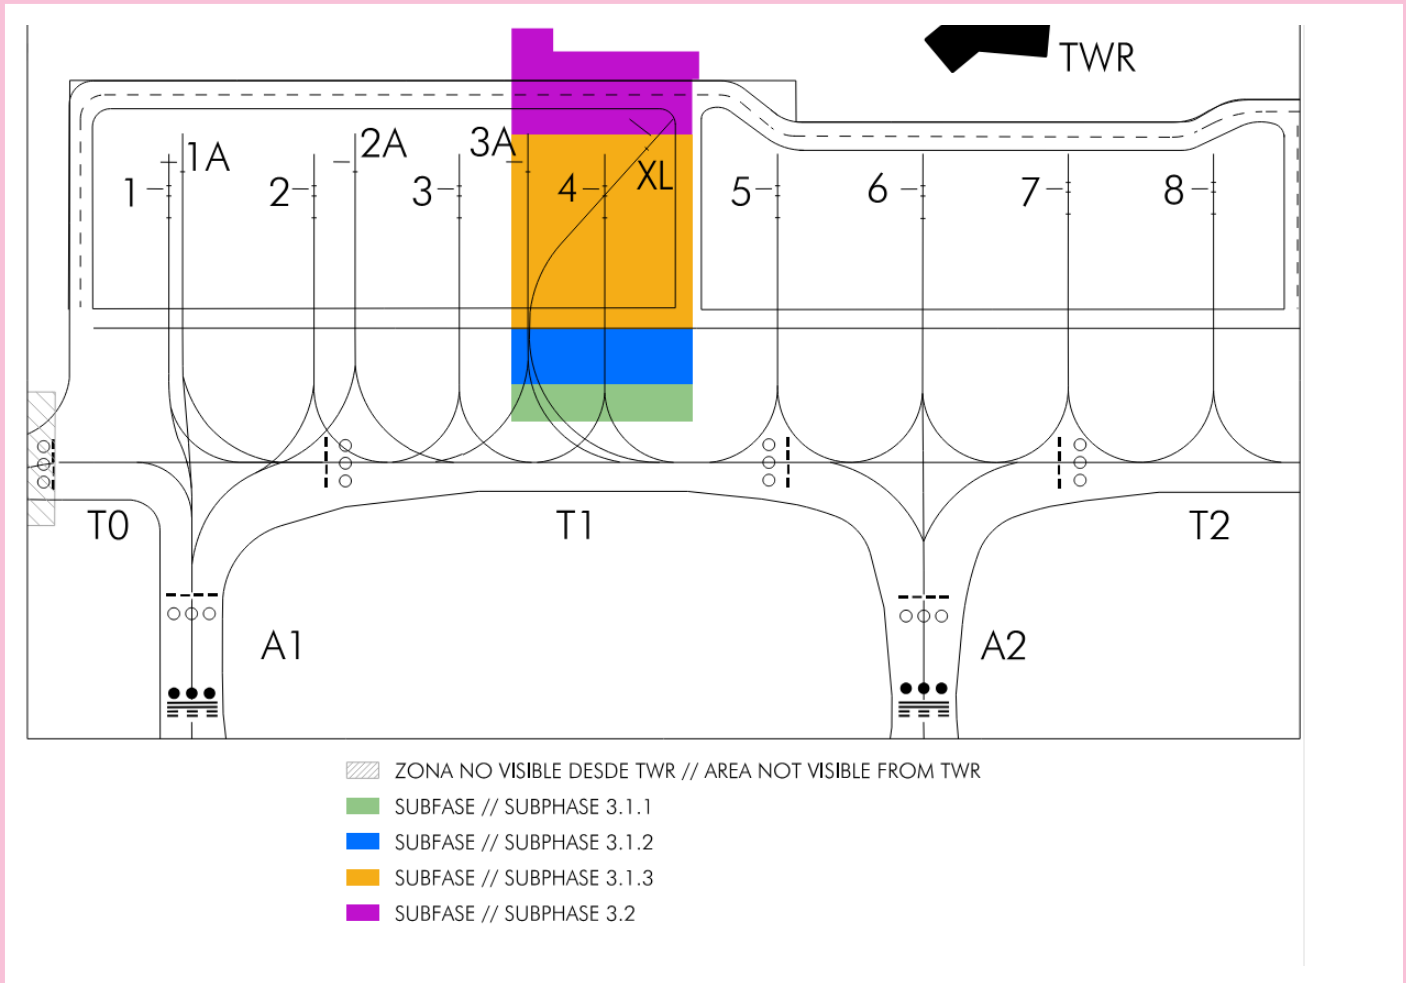 TWR
1A
2A
3A
XL
1
2
3
4
5
6
7
8
T0
T1
T2
A1
A2
ZONA NO VISIBLE DESDE TWR // AREA NOT VISIBLE FROM TWR
SUBFASE // SUBPHASE 3.1.1
SUBFASE // SUBPHASE 3.1.2
SUBFASE // SUBPHASE 3.1.3
SUBFASE // SUBPHASE 3.2